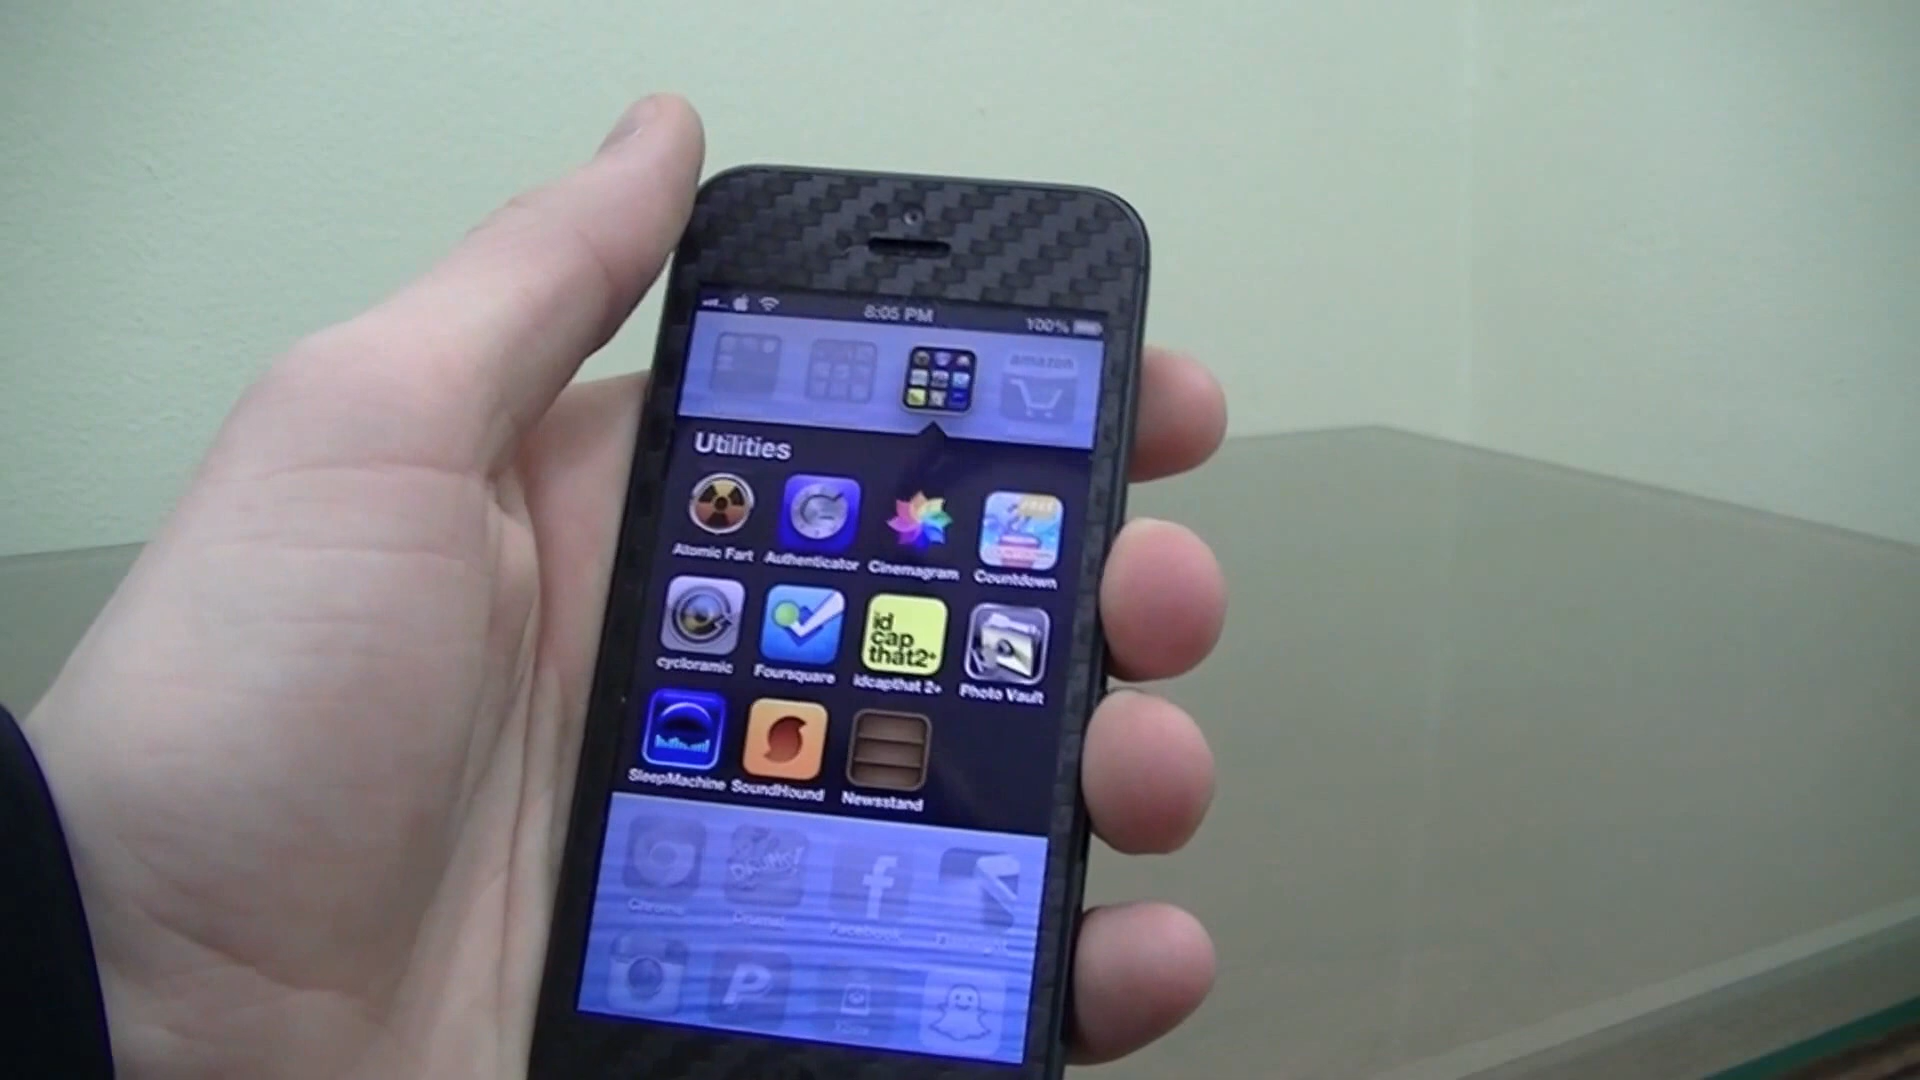 8:05 PM 100%
amazon
Utilities
Atomic Fart Authenticator Cinemagram Countdown
id
cap
that2+
cycloramic Foursquare idcapthat 2+ Photo Vault
SleepMachine SoundHound Newsstand
Chrome Facebook